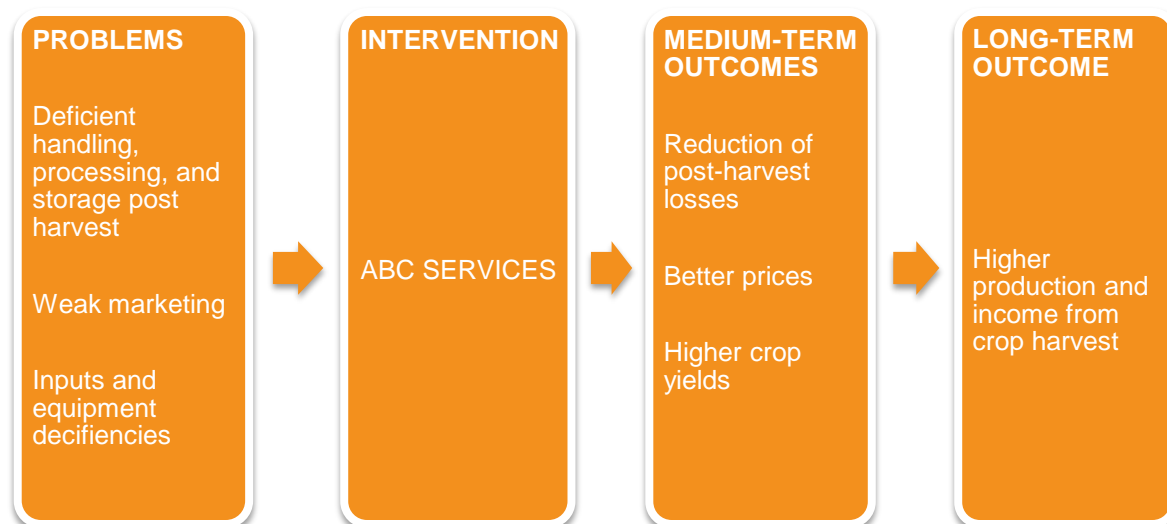 PROBLEMS
Deficient
handling,
processing, and
storage post
harvest
Weak marketing
Inputs and
equipment
decifiencies
INTERVENTION
ABC SERVICES
MEDIUM-TERM
OUTCOMES
Reduction of
post-harvest
losses
Better prices
Higher crop
yields
LONG-TERM
OUTCOME
Higher
production and
income from
crop harvest